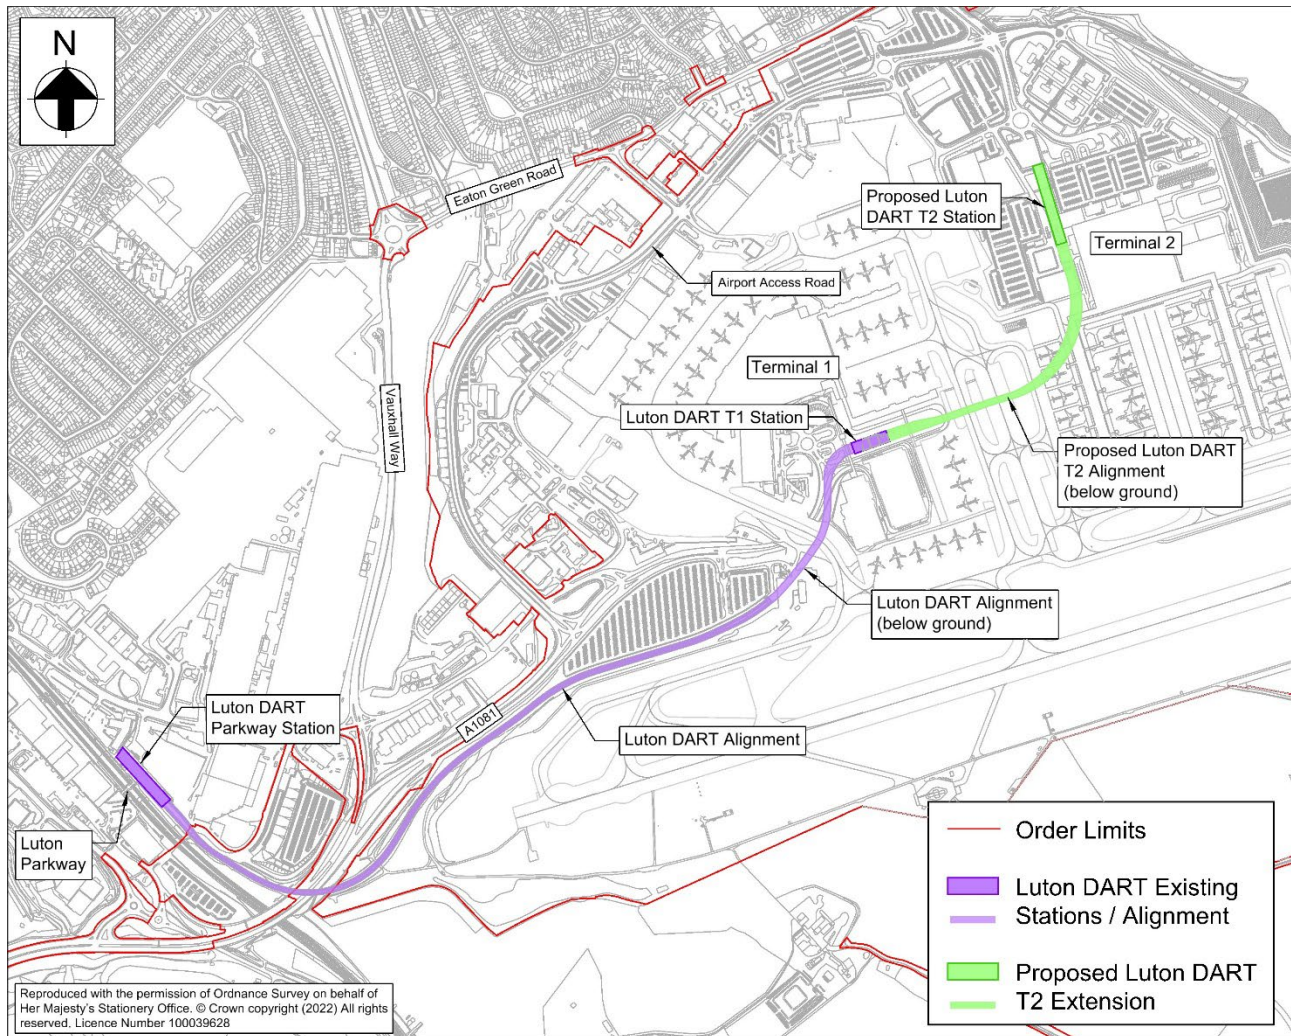 N
Eaton Green Road
Proposed Luton
DART T2 Station
Terminal 2
Airport Access Road
Terminal 1
Vauxhall Way
Luton DART T1 Station
Proposed Luton DART
T2 Alignment
(below ground)
Luton DART Alignment
(below ground)
Luton DART
Parkway Station
A1081
Luton DART Alignment
Luton
Parkway
Order Limits
Luton DART Existing
Stations / Alignment
Proposed Luton DART
T2 Extension
Reproduced with the permission of Ordnance Survey on behalf of
Her Majesty's Stationery Office. © Crown copyright (2022) All rights
reserved. Licence Number 100039628